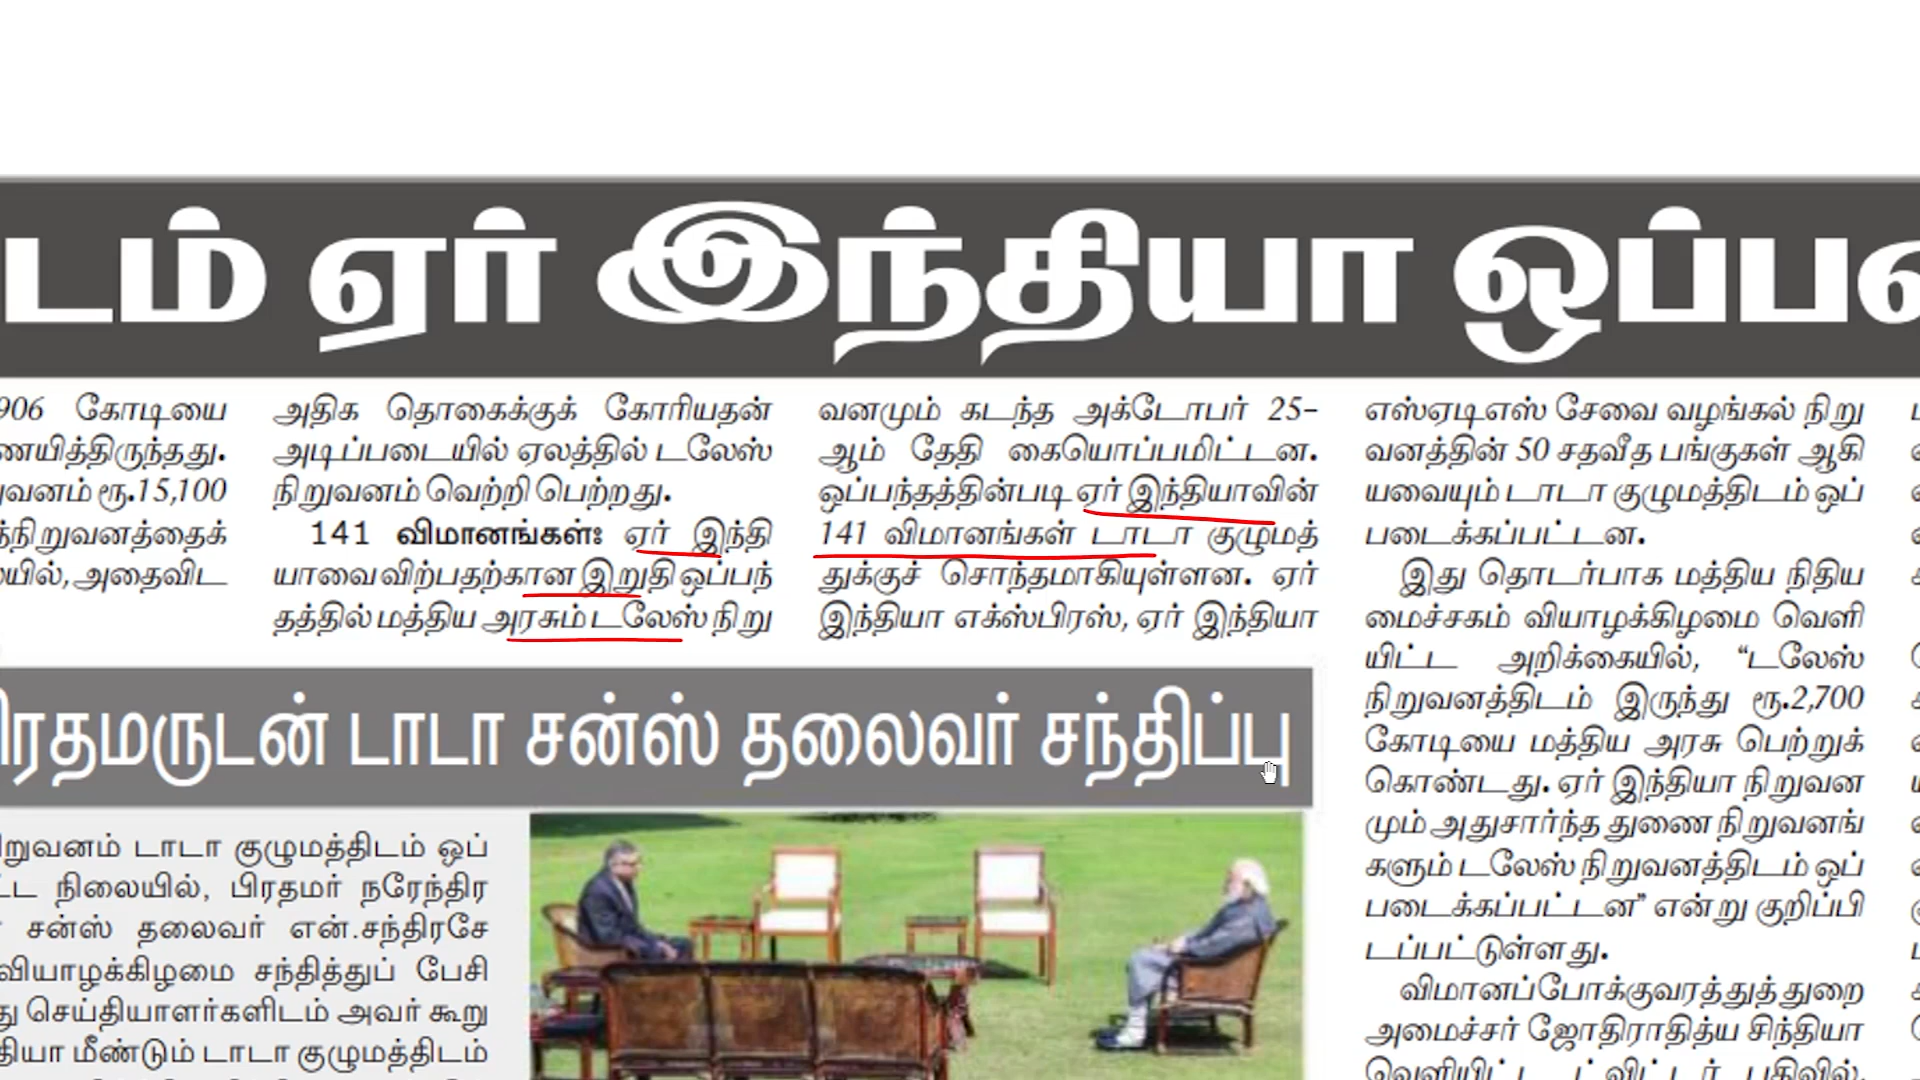 டம் ஏர் இந்தியா ஒப்ப
906 கோடியை
ணயித்திருந்தது.
வனம் ரூ.15,100
நிறுவனத்தைக்
யில், அதைவிட
அதிக தொகைக்குக் கோரியதன்
அடிப்படையில் ஏலத்தில் டலேஸ்
நிறுவனம் வெற்றி பெற்றது.
141 விமானங்கள்: ஏர் இந்தி
யாவை விற்பதற்கான இறுதி ஒப்பந்
தத்தில் மத்திய அரசும் டலேஸ் நிறு
வனமும் கடந்த அக்டோபர் 25-
ஆம் தேதி கையொப்பமிட்டன.
ஒப்பந்தத்தின்படி ஏர் இந்தியாவின்
141 விமானங்கள் டாடா குழுமத்
துக்குச் சொந்தமாகியுள்ளன. ஏர்
இந்தியா எக்ஸ்பிரஸ், ஏர் இந்தியா
எஸ்ஏடிஎஸ் சேவை வழங்கல் நிறு
வனத்தின் 50 சதவீத பங்குகள் ஆகி
யவையும் டாடா குழுமத்திடம் ஒப்
படைக்கப்பட்டன.
இது தொடர்பாக மத்திய நிதிய
மைச்சகம் வியாழக்கிழமை வெளி
யிட்ட அறிக்கையில், “டலேஸ்
நிறுவனத்திடம் இருந்து ரூ.2,700
கோடியை மத்திய அரசு பெற்றுக்
கொண்டது. ஏர் இந்தியா நிறுவன
மும் அதுசார்ந்த துணை நிறுவனங்
களும் டலேஸ் நிறுவனத்திடம் ஒப்
படைக்கப்பட்டன” என்று குறிப்பி
டப்பட்டுள்ளது.
விமானப்போக்குவரத்துத் துறை
அமைச்சர் ஜோதிராதித்ய சிந்தியா
வெளியிட்ட ட்விட்டர் பதிவில்,
பிரதமருடன் டாடா சன்ஸ் தலைவர் சந்திப்பு
நிறுவனம் டாடா குழுமத்திடம் ஒப்
ட்ட நிலையில், பிரதமர் நரேந்திர
சன்ஸ் தலைவர் என்.சந்திரசே
வியாழக்கிழமை சந்தித்துப் பேசி
து செய்தியாளர்களிடம் அவர் கூறு
தியா மீண்டும் டாடா குழுமத்திடம்